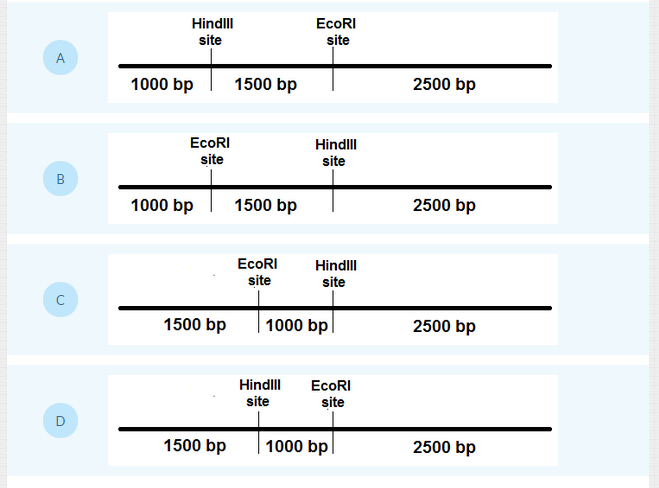 HindIII EcoRI
site site
A
1000 bp 1500 bp 2500 bp
EcoRI HindIII
site site
B
1000 bp 1500 bp 2500 bp
EcoRI HindIII
site site
C
1500 bp 1000 bp 2500 bp
HindIII EcoRI
site site
D
1500 bp 1000 bp 2500 bp